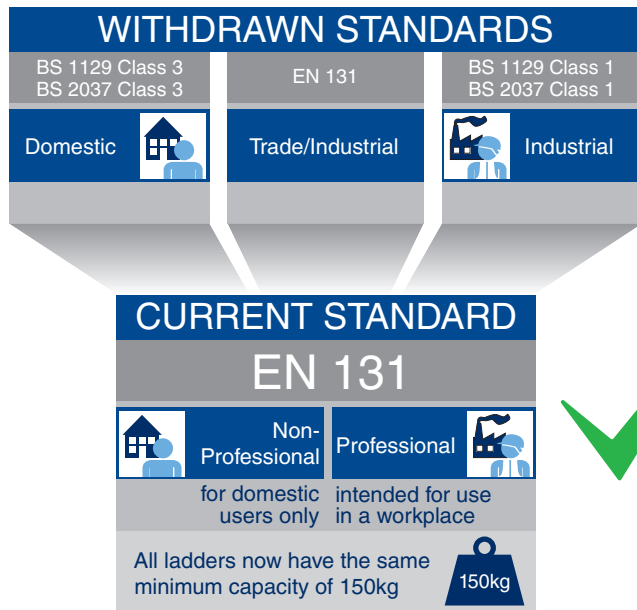 WITHDRAWN STANDARDS
BS 1129 Class 3
BS 2037 Class 3
EN 131
BS 1129 Class 1
BS 2037 Class 1
Domestic
Trade/Industrial
Industrial
CURRENT STANDARD
EN 131
Non-
Professional
Professional
for domestic
users only
intended for use
in a workplace
All ladders now have the same
minimum capacity of 150kg
150kg